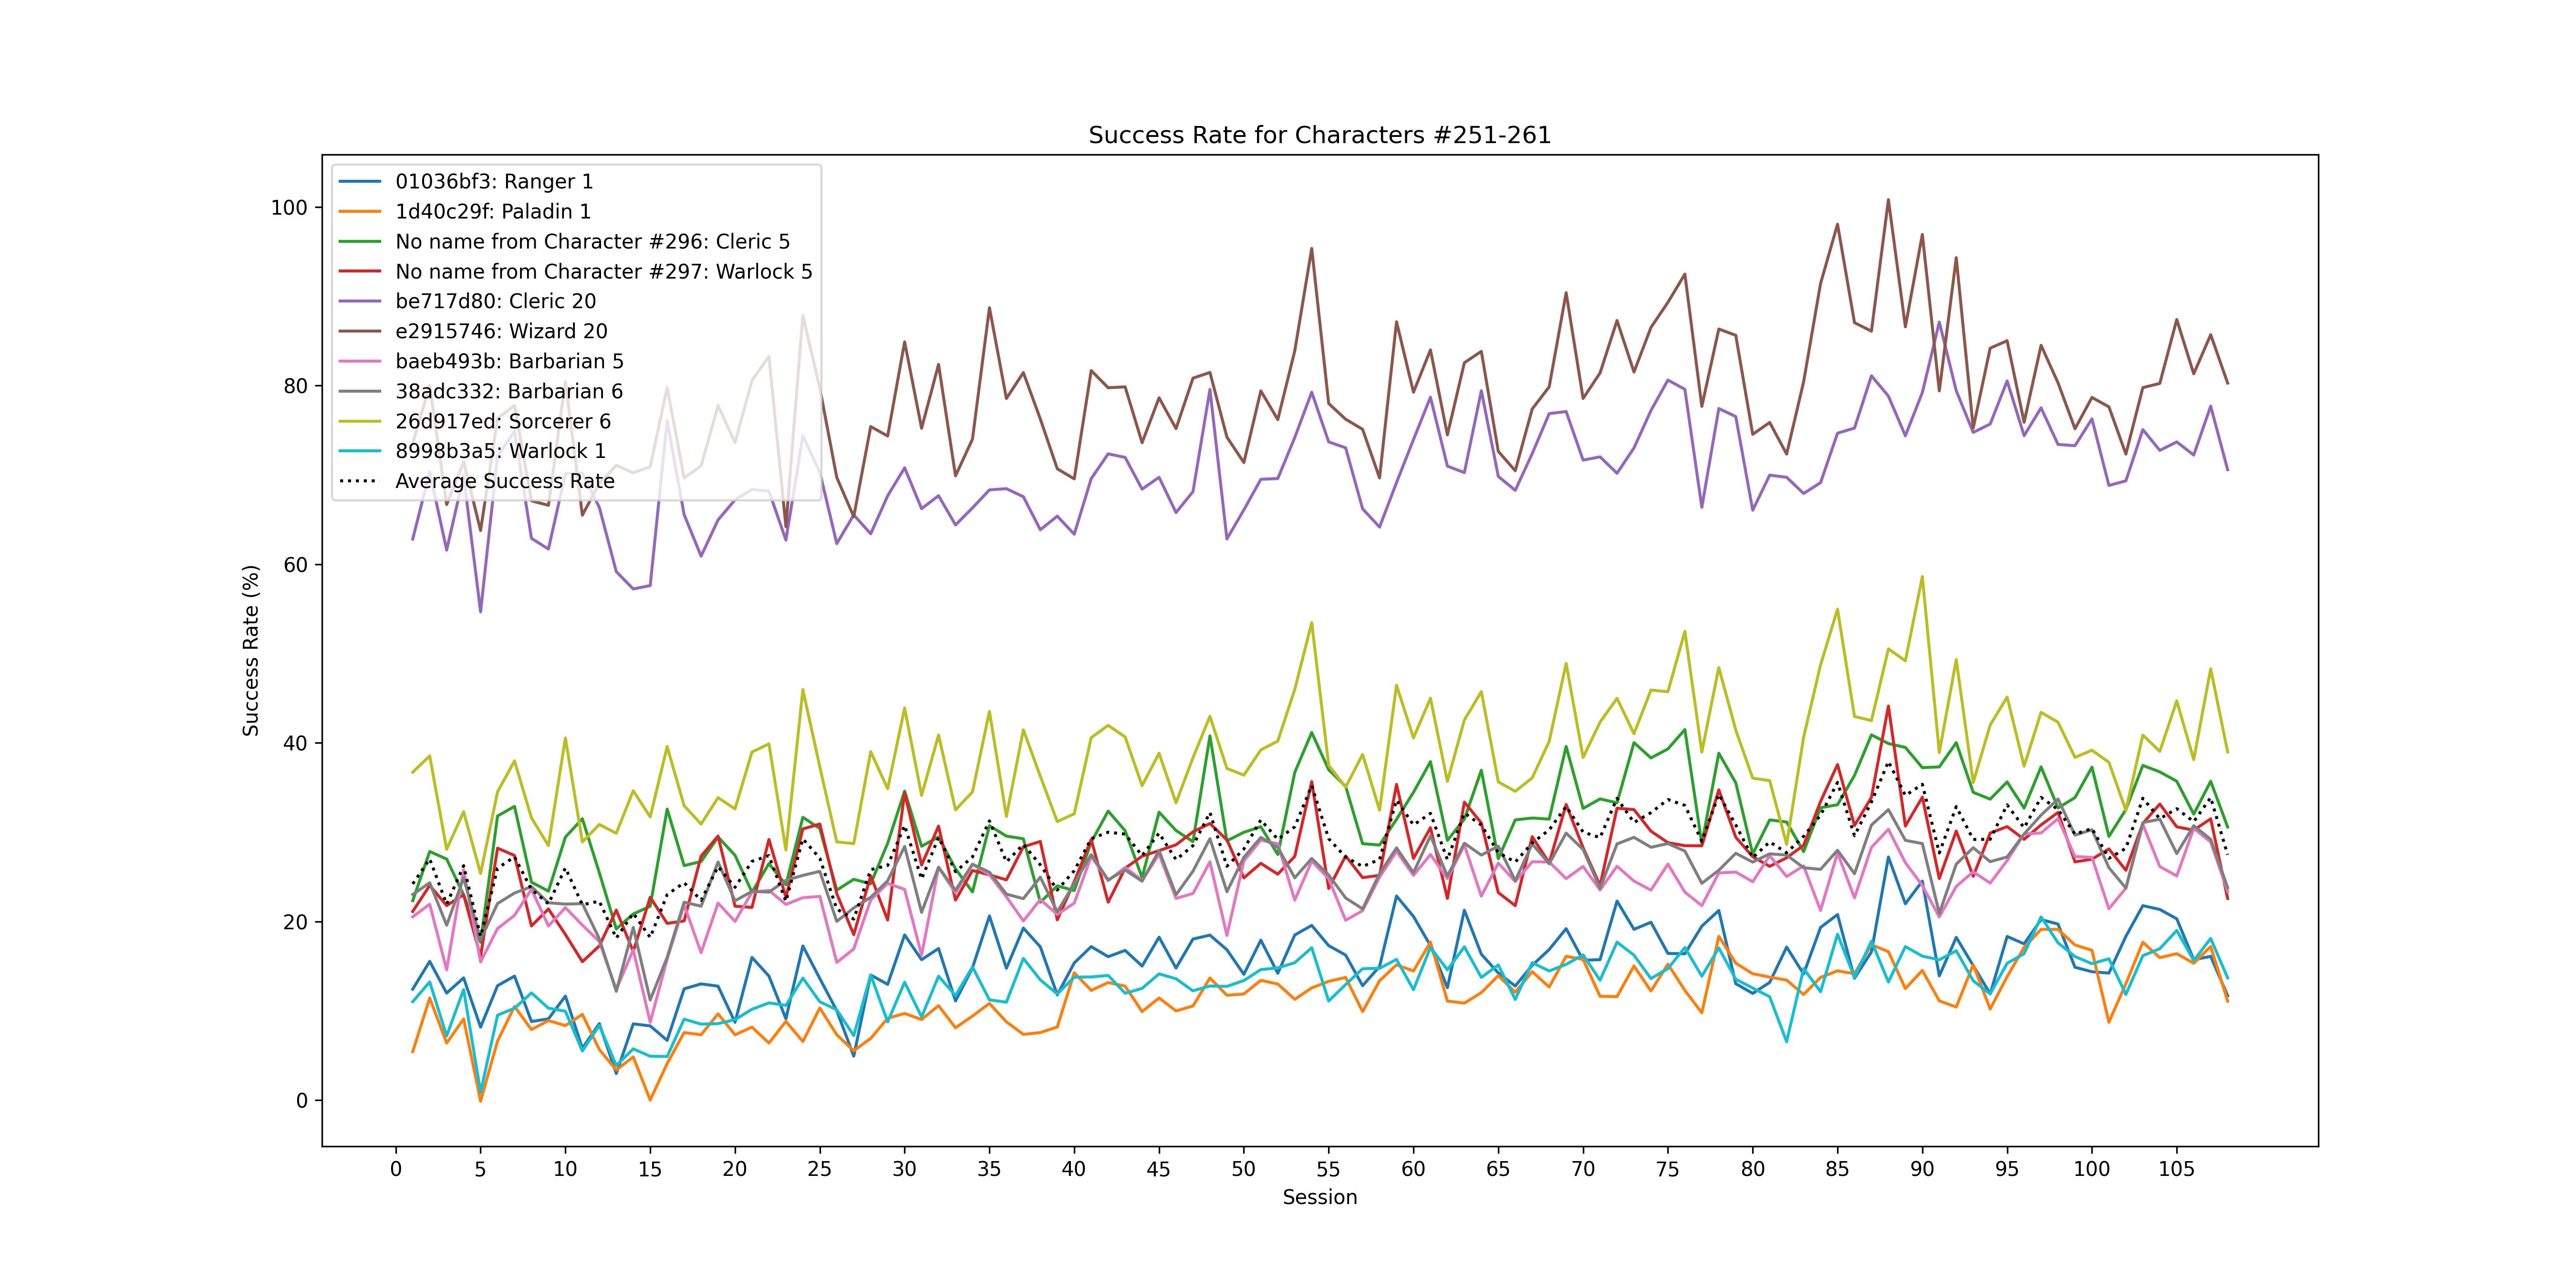 Success Rate for Characters #251-261
01036bf3: Ranger 1
1d40c29f: Paladin 1
No name from Character #296: Cleric 5
No name from Character #297: Warlock 5
be717d80: Cleric 20
e2915746: Wizard 20
baeb493b: Barbarian 5
38adc332: Barbarian 6
26d917ed: Sorcerer 6
8998b3a5: Warlock 1
Average Success Rate
Success Rate (%)
100
80
60
40
20
0
0 5 10 15 20 25 30 35 40 45 50 55 60 65 70 75 80 85 90 95 100 105
Session